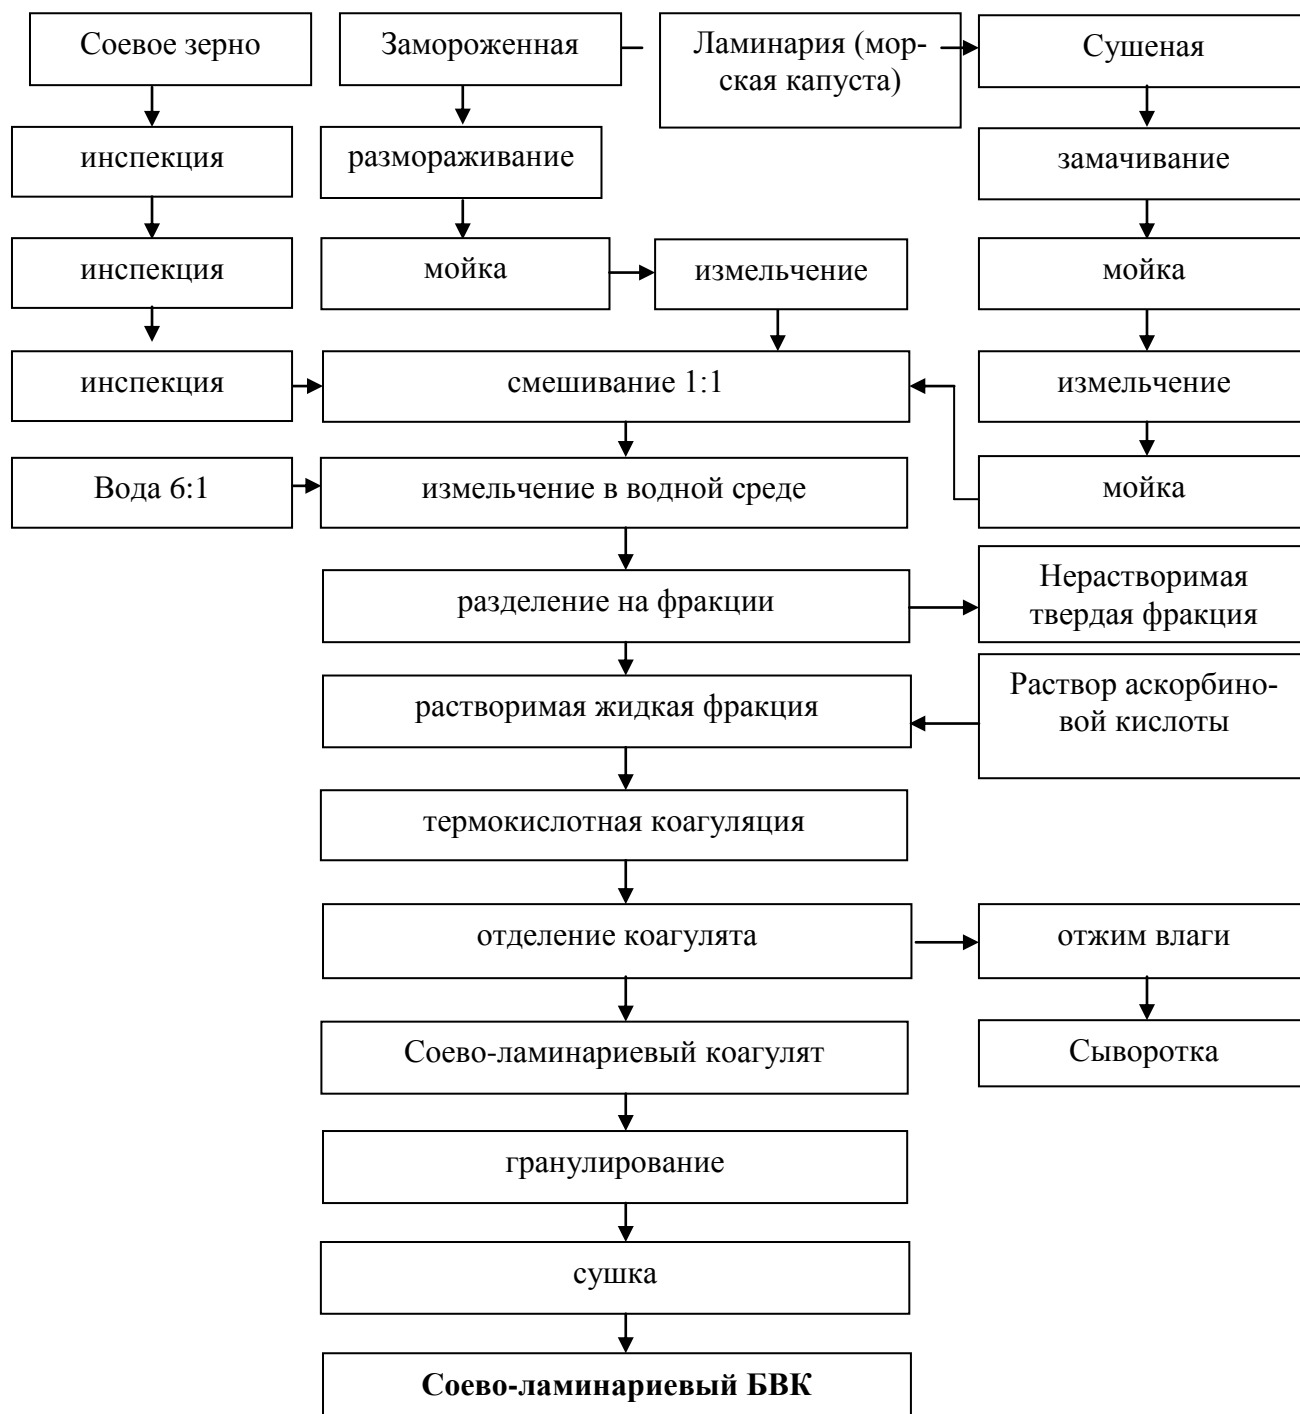 Соевое зерно
Замороженная
Ламинария (мор-
ская капуста)
Сушеная
инспекция
размораживание
замачивание
инспекция
мойка
измельчение
мойка
инспекция
смешивание 1:1
измельчение
Вода 6:1
измельчение в водной среде
мойка
разделение на фракции
Нерастворимая
твердая фракция
растворимая жидкая фракция
Раствор аскорбино-
вой кислоты
термокислотная коагуляция
отделение коагулята
отжим влаги
Соево-ламинариевый коагулят
Сыворотка
гранулирование
сушка
Соево-ламинариевый БВК